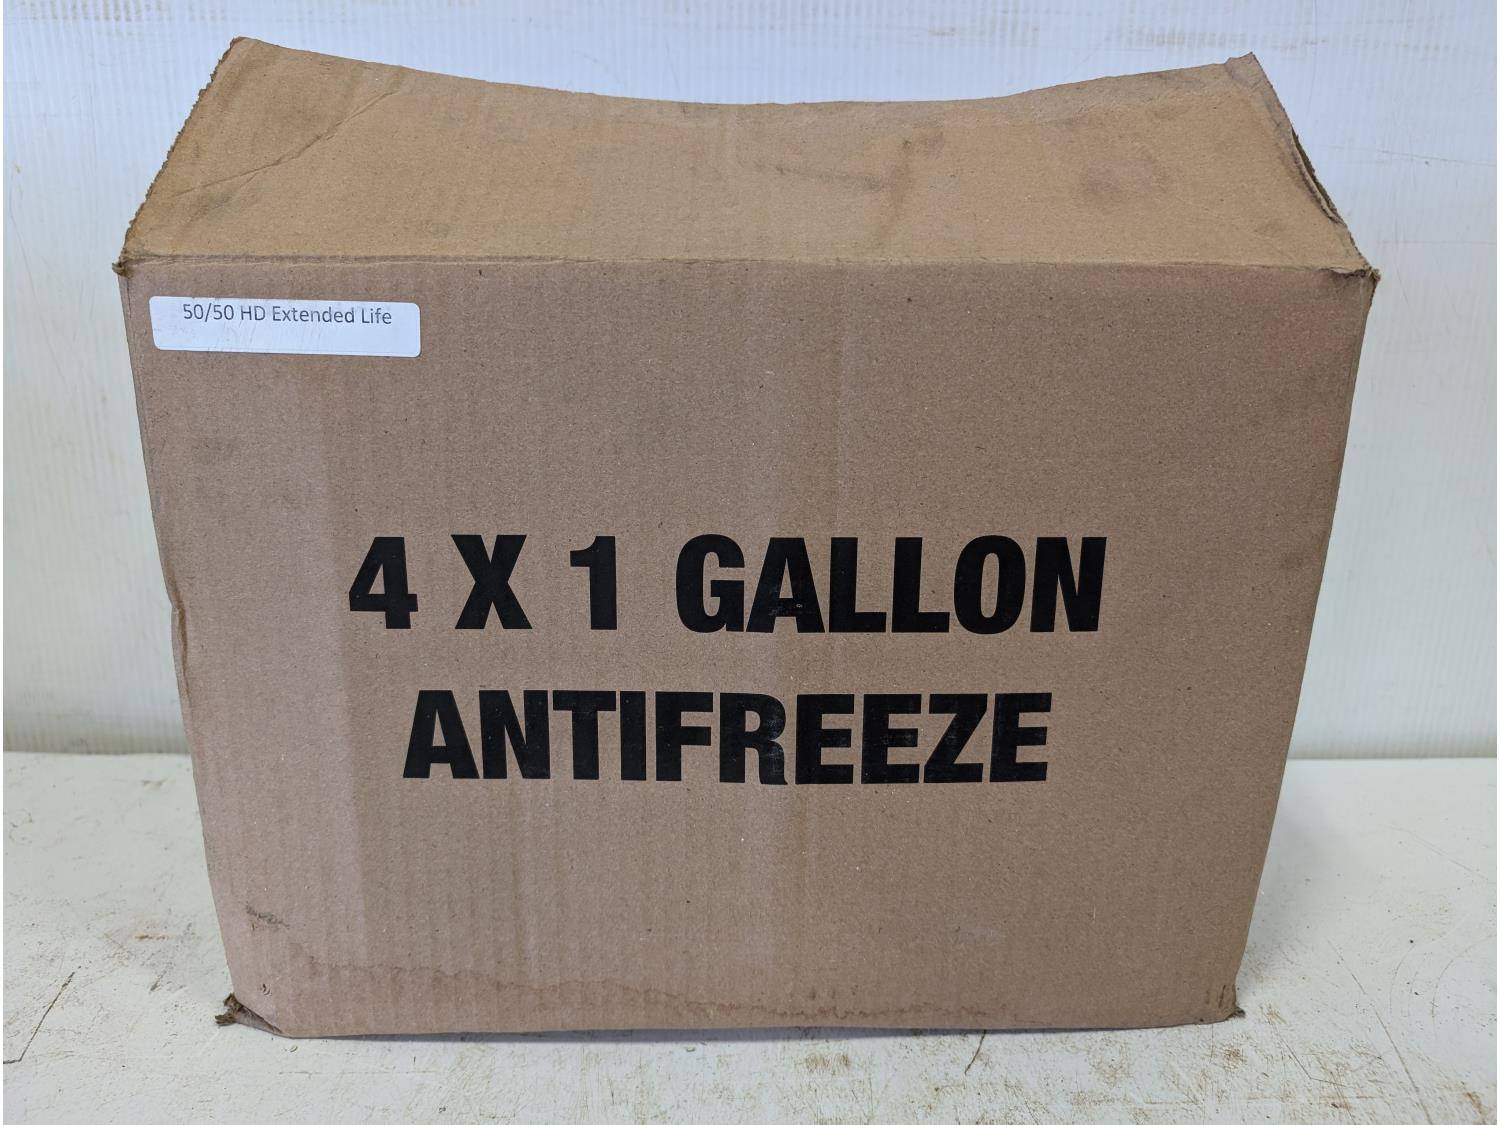 50/50 HD Extended Life
4 X 1 GALLON
ANTIFREEZE